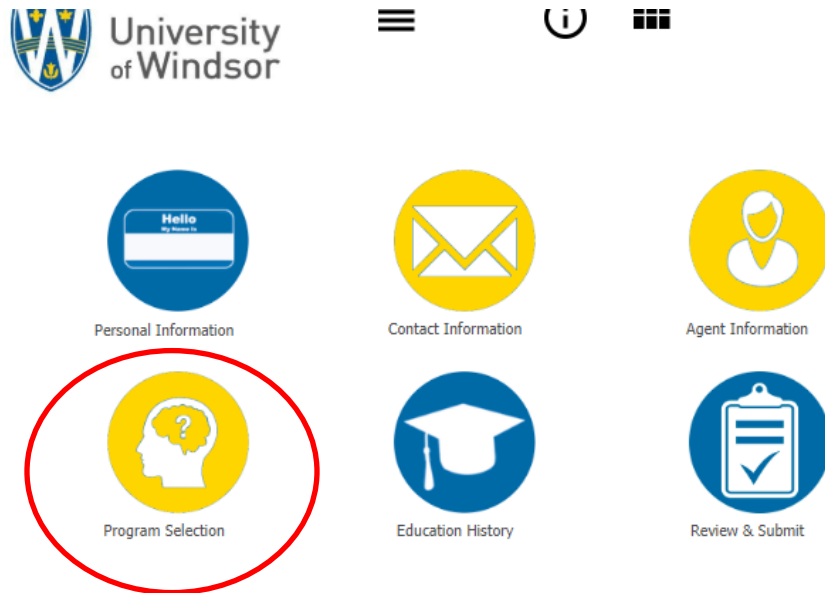 University
of Windsor
Hello
My Name Is
Personal Information
Contact Information
Agent Information
?
Program Selection
Education History
Review & Submit